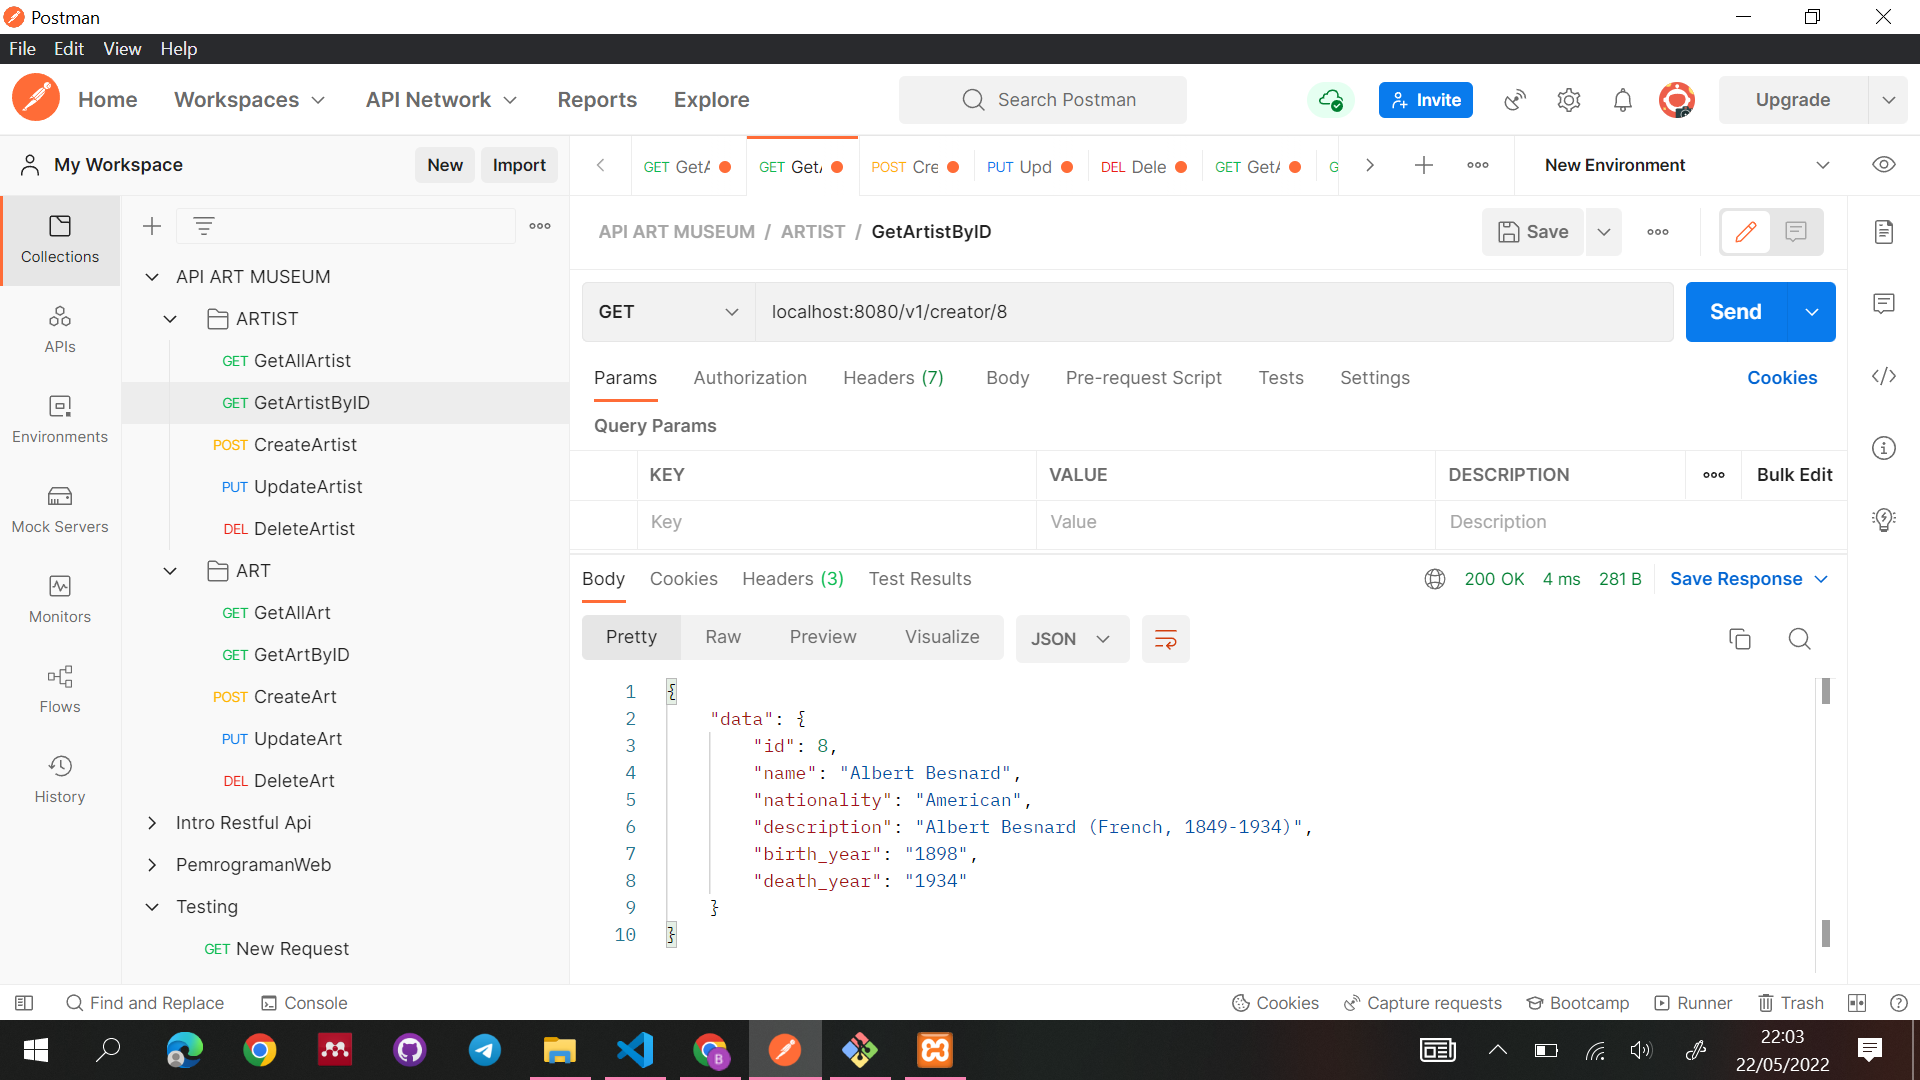 Postman
File Edit View Help
Home Workspaces API Network Reports Explore Search Postman Invite Upgrade
My Workspace New Import
GET GetA GET GetA POST Cre PUT Upd DEL Dele GET GetA G New Environment
Collections
APIs
Environments
Mock Servers
Monitors
Flows
History
API ART MUSEUM
ARTIST
GET GetAllArtist
GET GetArtistByID
POST CreateArtist
PUT UpdateArtist
DEL DeleteArtist
ART
GET GetAllArt
GET GetArtByID
POST CreateArt
PUT UpdateArt
DEL DeleteArt
Intro Restful Api
PemrogramanWeb
Testing
GET New Request
API ART MUSEUM / ARTIST / GetArtistByID Save
GET localhost:8080/v1/creator/8 Send
Params Authorization Headers (7) Body Pre-request Script Tests Settings Cookies
Query Params
KEY VALUE DESCRIPTION Bulk Edit
Key Value Description
Body Cookies Headers (3) Test Results 200 OK 4 ms 281 B Save Response
Pretty Raw Preview Visualize JSON
1 {
2 "data": {
3 "id": 8,
4 "name": "Albert Besnard",
5 "nationality": "American",
6 "description": "Albert Besnard (French, 1849-1934)",
7 "birth_year": "1898",
8 "death_year": "1934"
9 }
10 }
Find and Replace Console Cookies Capture requests Bootcamp Runner Trash
B
22:03
22/05/2022